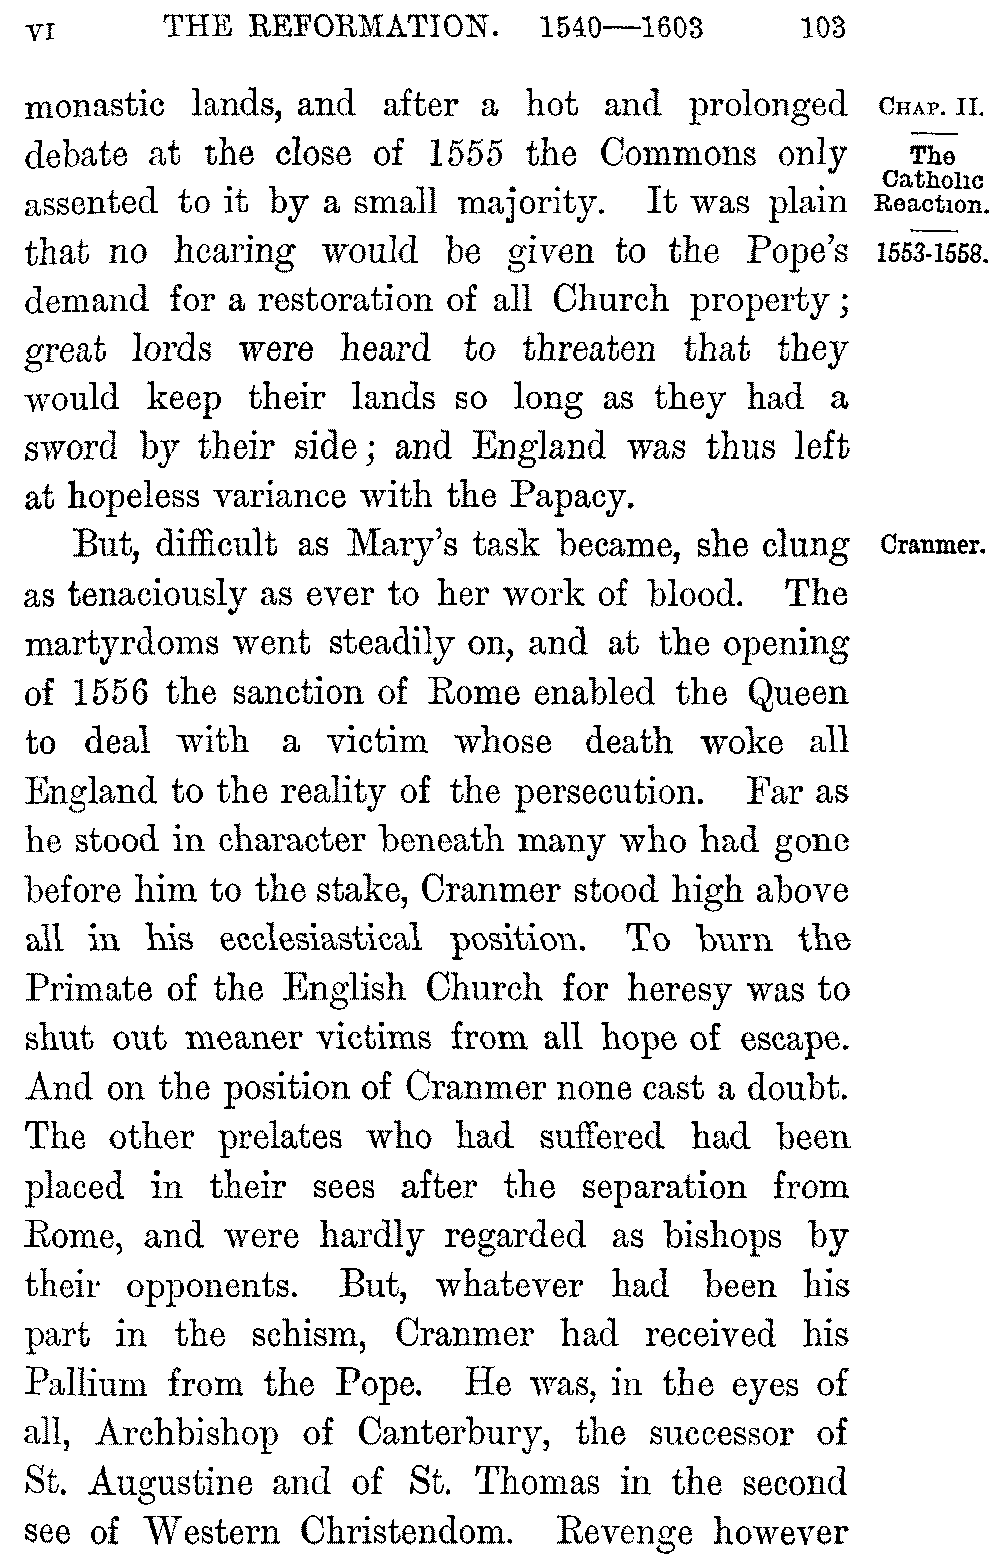 VI THE REFORMATION. 1540—1603 103
monastic lands, and after a hot and prolonged
debate at the close of 1555 the Commons only
assented to it by a small majority. It was plain
that no hearing would be given to the Pope's
demand for a restoration of all Church property;
great lords were heard to threaten that they
would keep their lands so long as they had a
sword by their side; and England was thus left
at hopeless variance with the Papacy.
But, difficult as Mary's task became, she clung
as tenaciously as ever to her work of blood. The
martyrdoms went steadily on, and at the opening
of 1556 the sanction of Rome enabled the Queen
to deal with a victim whose death woke all
England to the reality of the persecution. Far as
he stood in character beneath many who had gone
before him to the stake, Cranmer stood high above
all in his ecclesiastical position. To burn the
Primate of the English Church for heresy was to
shut out meaner victims from all hope of escape.
And on the position of Cranmer none cast a doubt.
The other prelates who had suffered had been
placed in their sees after the separation from
Rome, and were hardly regarded as bishops by
their opponents. But, whatever had been his
part in the schism, Cranmer had received his
Pallium from the Pope. He was, in the eyes of
all, Archbishop of Canterbury, the successor of
St. Augustine and of St. Thomas in the second
see of Western Christendom. Revenge however
CHAP. II.
The
Catholic
Reaction.
1553-1558.
Cranmer.